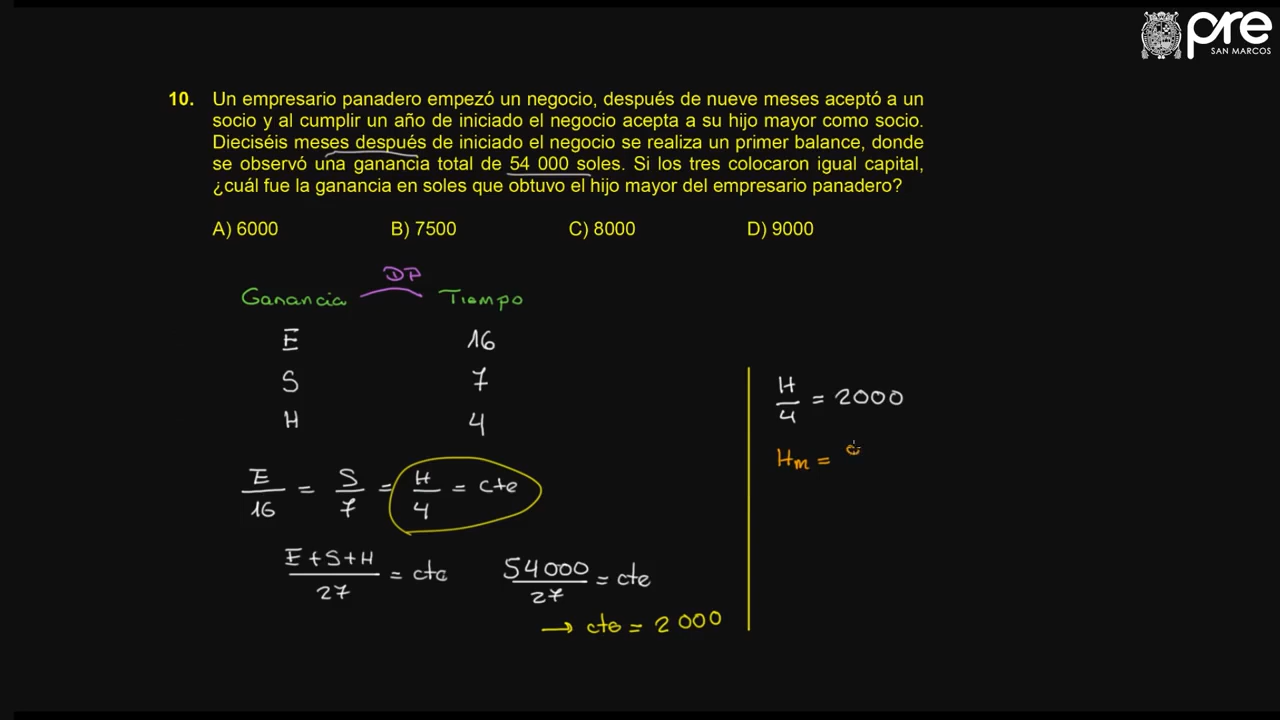 pre
SAN MARCOS
10. Un empresario panadero empezó un negocio, después de nueve meses aceptó a un
socio y al cumplir un año de iniciado el negocio acepta a su hijo mayor como socio.
Dieciséis meses después de iniciado el negocio se realiza un primer balance, donde
se observó una ganancia total de 54 000 soles. Si los tres colocaron igual capital,
¿cuál fue la ganancia en soles que obtuvo el hijo mayor del empresario panadero?
A) 6000 B) 7500 C) 8000 D) 9000
DP
Ganancia Tiempo
E 16
S 7
H 4
E/16 = S/7 = H/4 = cte
E+S+H/27 = cte 54000/27 = cte
→ cte = 2000
H/4 = 2000
Hm =